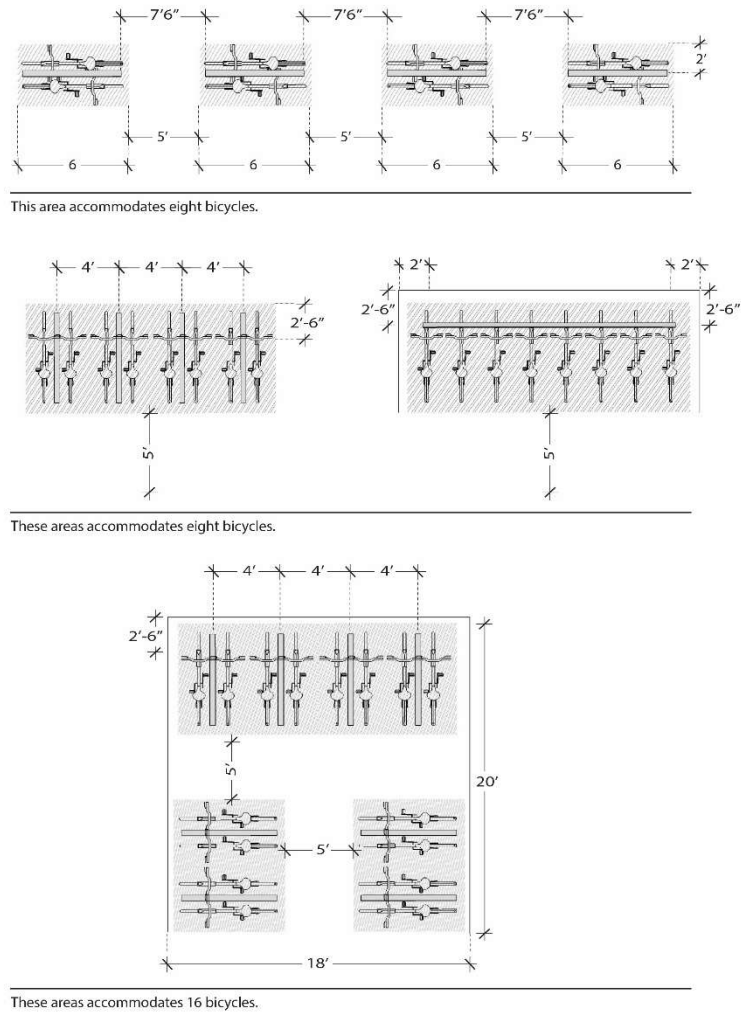 7'6” 7'6” 7'6”
2'
5' 5' 5'
6 6 6 6
This area accommodates eight bicycles.
4' 4' 4' 2' 2'
2'-6” 2'-6” 2'-6”
5' 5'
These areas accommodates eight bicycles.
4' 4' 4'
2'-6”
5'
20'
5'
18'
These areas accommodates 16 bicycles.